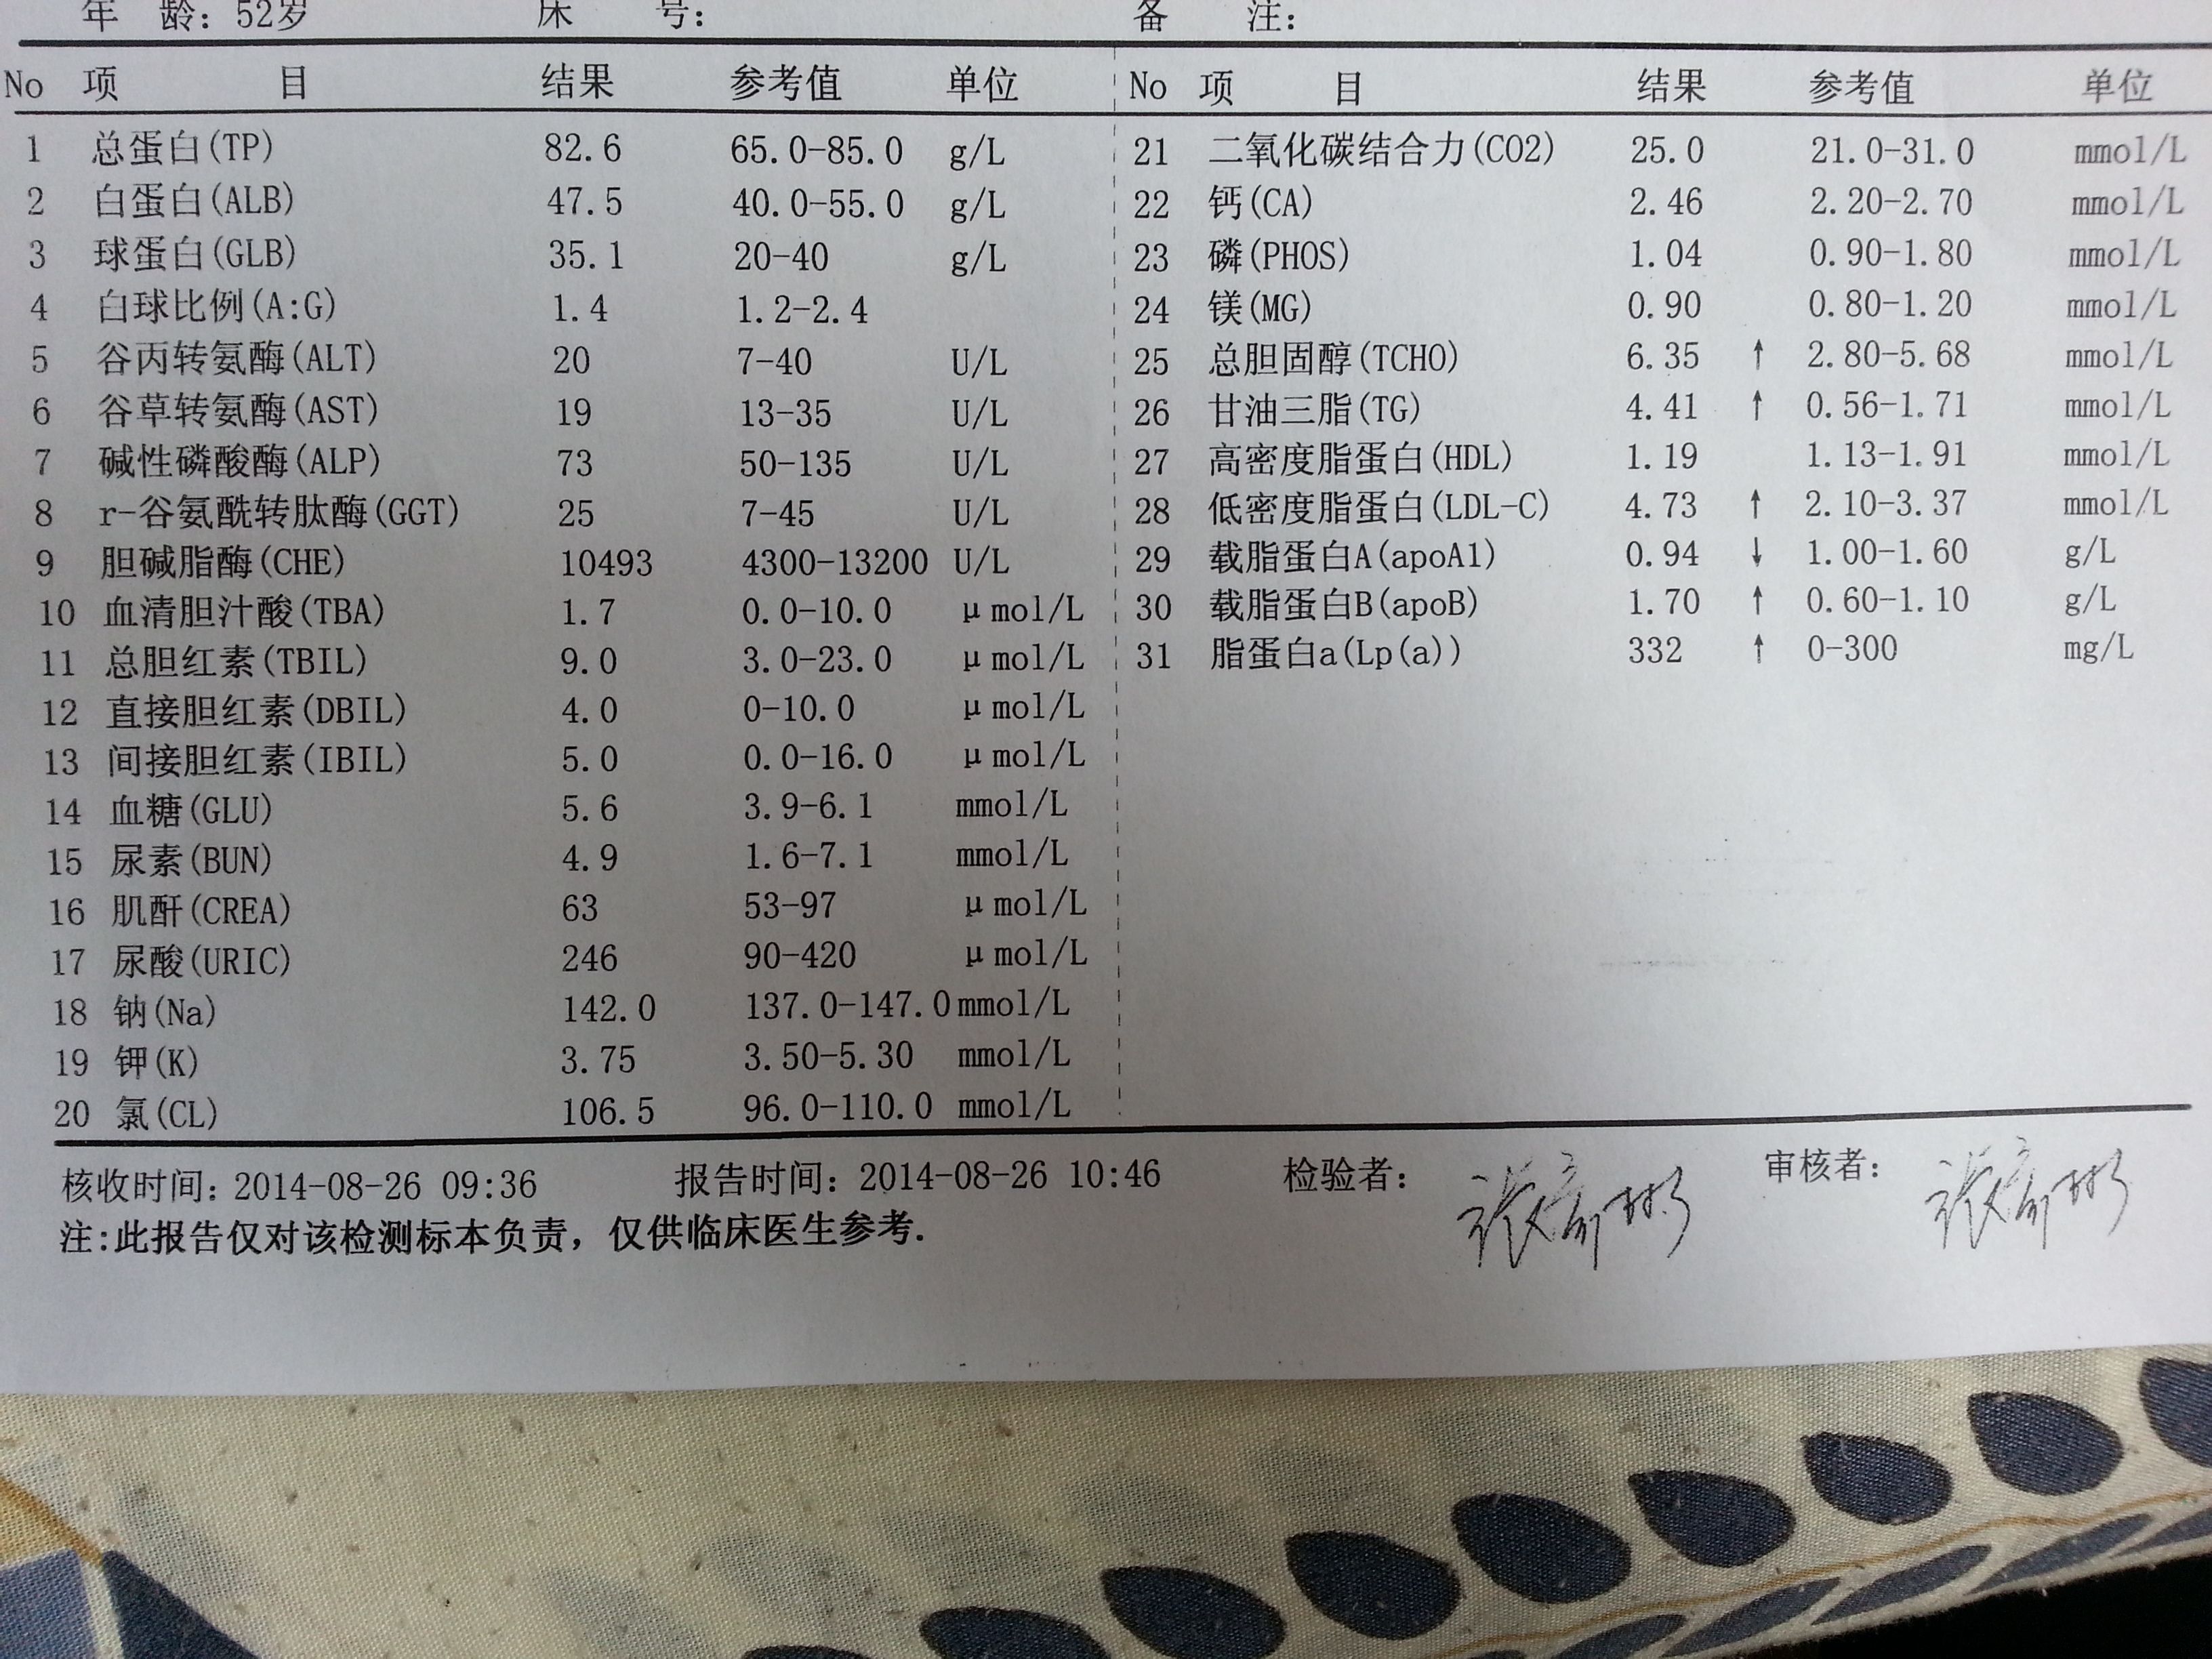 年 龄: 52岁 床 号: 备 注:
No 项 目 结果 参考值 单位 No 项 目 结果 参考值 单位
1 总蛋白(TP) 82.6 65.0-85.0 g/L 21 二氧化碳结合力(CO2) 25.0 21.0-31.0 mmol/L
2 白蛋白(ALB) 47.5 40.0-55.0 g/L 22 钙(CA) 2.46 2.20-2.70 mmol/L
3 球蛋白(GLB) 35.1 20-40 g/L 23 磷(PHOS) 1.04 0.90-1.80 mmol/L
4 白球比例(A:G) 1.4 1.2-2.4 24 镁(MG) 0.90 0.80-1.20 mmol/L
5 谷丙转氨酶(ALT) 20 7-40 U/L 25 总胆固醇(TCHO) 6.35 ↑ 2.80-5.68 mmol/L
6 谷草转氨酶(AST) 19 13-35 U/L 26 甘油三脂(TG) 4.41 ↑ 0.56-1.71 mmol/L
7 碱性磷酸酶(ALP) 73 50-135 U/L 27 高密度脂蛋白(HDL) 1.19 1.13-1.91 mmol/L
8 r-谷氨酰转肽酶(GGT) 25 7-45 U/L 28 低密度脂蛋白(LDL-C) 4.73 ↑ 2.10-3.37 mmol/L
9 胆碱脂酶(CHE) 10493 4300-13200 U/L 29 载脂蛋白A(apoA1) 0.94 ↓ 1.00-1.60 g/L
10 血清胆汁酸(TBA) 1.7 0.0-10.0 μmol/L 30 载脂蛋白B(apoB) 1.70 ↑ 0.60-1.10 g/L
11 总胆红素(TBIL) 9.0 3.0-23.0 μmol/L 31 脂蛋白a(Lp(a)) 332 ↑ 0-300 mg/L
12 直接胆红素(DBIL) 4.0 0-10.0 μmol/L
13 间接胆红素(IBIL) 5.0 0.0-16.0 μmol/L
14 血糖(GLU) 5.6 3.9-6.1 mmol/L
15 尿素(BUN) 4.9 1.6-7.1 mmol/L
16 肌酐(CREA) 63 53-97 μmol/L
17 尿酸(URIC) 246 90-420 μmol/L
18 钠(Na) 142.0 137.0-147.0 mmol/L
19 钾(K) 3.75 3.50-5.30 mmol/L
20 氯(CL) 106.5 96.0-110.0 mmol/L
核收时间: 2014-08-26 09:36 报告时间: 2014-08-26 10:46 检验者: 审核者:
注:此报告仅对该检测标本负责，仅供临床医生参考.